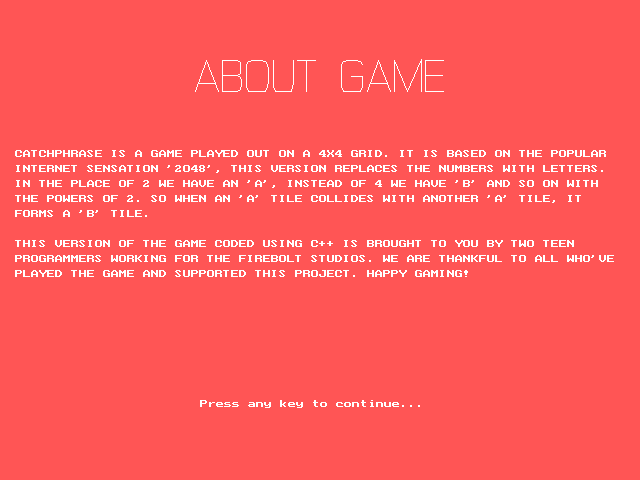 ABOUT GAME
CATCHPHRASE IS A GAME PLAYED OUT ON A 4X4 GRID. IT IS BASED ON THE POPULAR
INTERNET SENSATION '2048', THIS VERSION REPLACES THE NUMBERS WITH LETTERS.
IN THE PLACE OF 2 WE HAVE AN 'A', INSTEAD OF 4 WE HAVE 'B' AND SO ON WITH
THE POWERS OF 2. SO WHEN AN 'A' TILE COLLIDES WITH ANOTHER 'A' TILE, IT
FORMS A 'B' TILE.
THIS VERSION OF THE GAME CODED USING C++ IS BROUGHT TO YOU BY TWO TEEN
PROGRAMMERS WORKING FOR THE FIREBOLT STUDIOS. WE ARE THANKFUL TO ALL WHO'VE
PLAYED THE GAME AND SUPPORTED THIS PROJECT. HAPPY GAMING!
Press any key to continue...